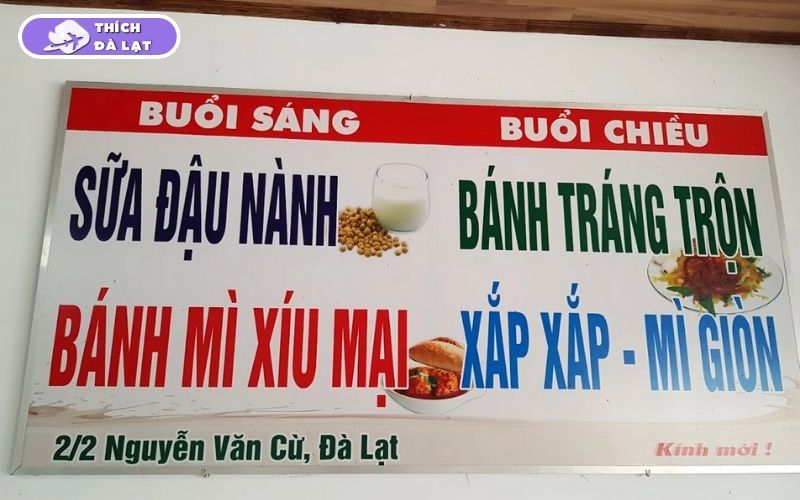 THÍCH
ĐÀ LẠT
BUỔI SÁNG
SỮA ĐẬU NÀNH
BÁNH MÌ XÍU MẠI
BUỔI CHIỀU
BÁNH TRÁNG TRỘN
XẮP XẮP - MÌ GIÒN
2/2 Nguyễn Văn Cừ, Đà Lạt
Kính mời !